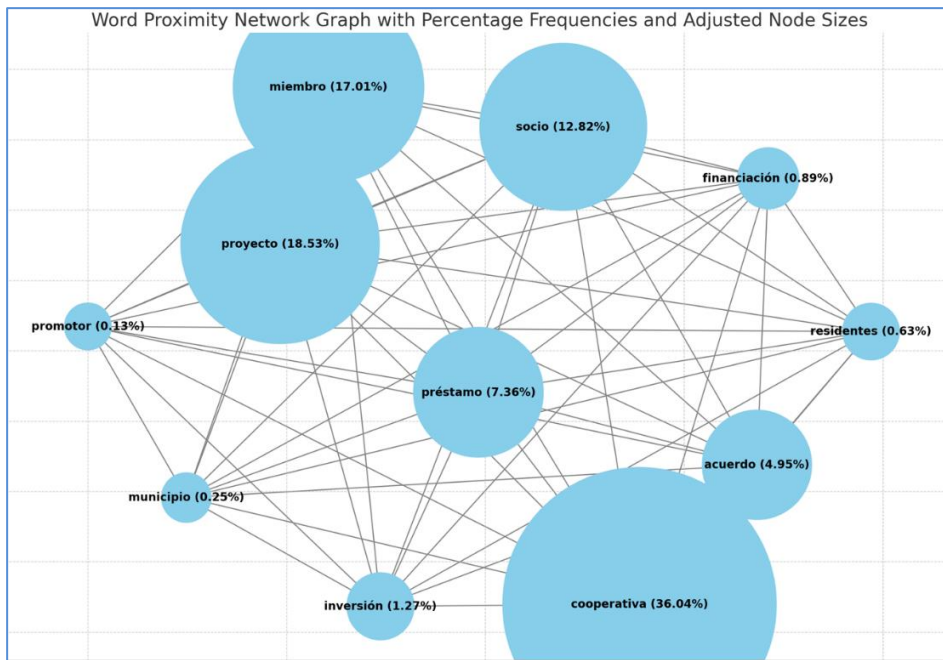 Word Proximity Network Graph with Percentage Frequencies and Adjusted Node Sizes
miembro (17.01%)
socio (12.82%)
financiación (0.89%)
proyecto (18.53%)
promotor (0.13%)
residentes (0.63%)
préstamo (7.36%)
acuerdo (4.95%)
municipio (0.25%)
inversión (1.27%)
cooperativa (36.04%)